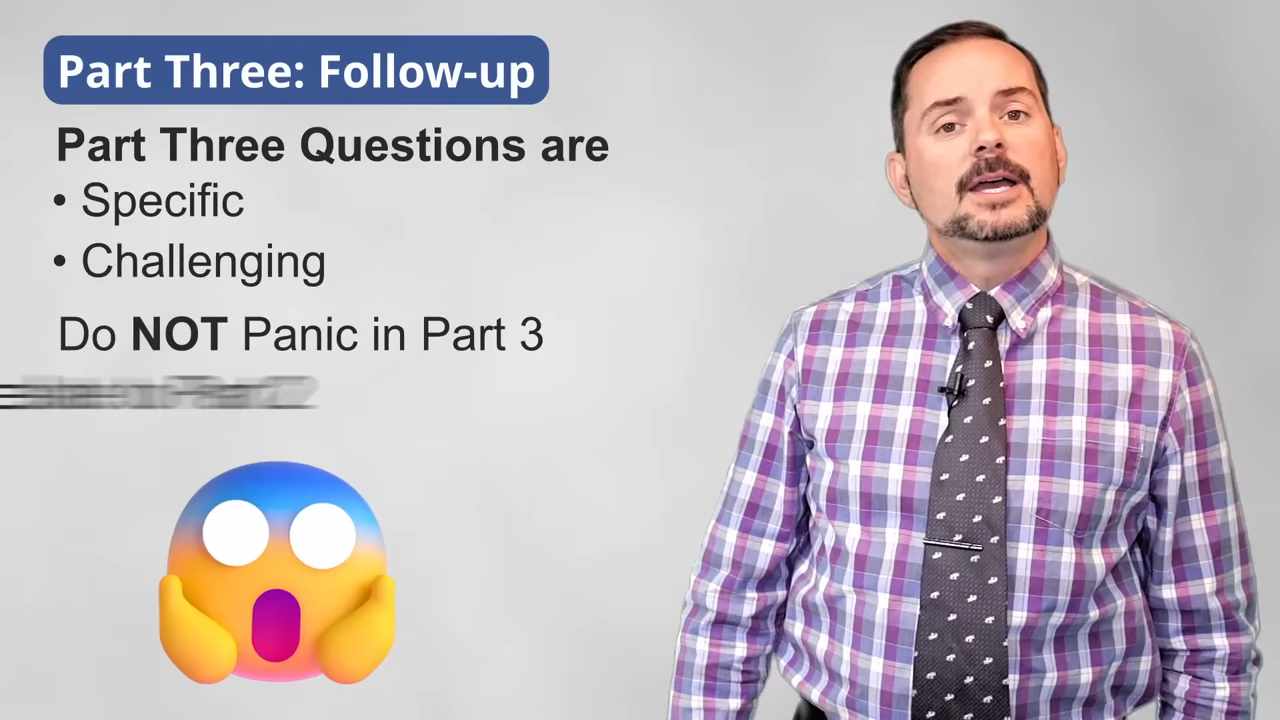 Part Three: Follow-up
Part Three Questions are
• Specific
• Challenging
Do NOT Panic in Part 3